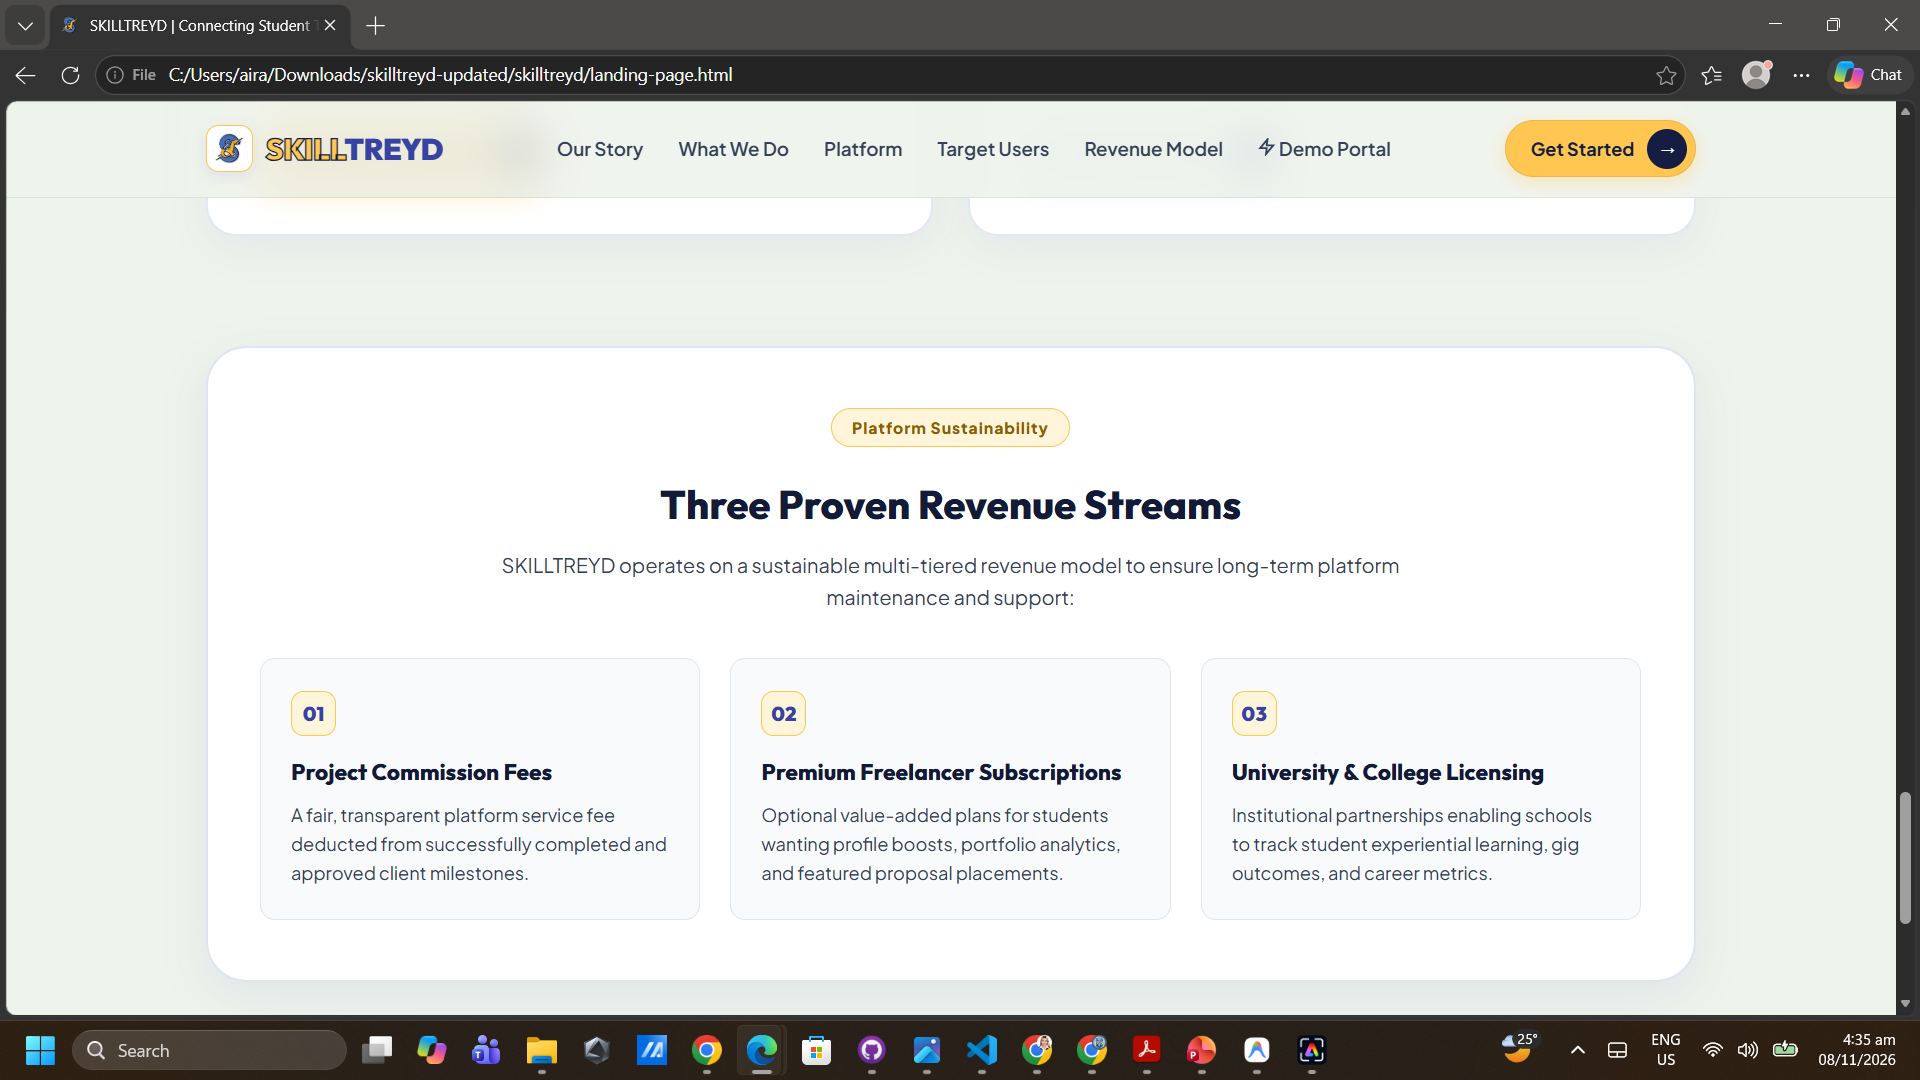 SKILLTREYD | Connecting Student T
File C:/Users/aira/Downloads/skilltreyd-updated/skilltreyd/landing-page.html
Chat
SKILLTREYD
Our Story
What We Do
Platform
Target Users
Revenue Model
Demo Portal
Get Started →
Platform Sustainability
Three Proven Revenue Streams
SKILLTREYD operates on a sustainable multi-tiered revenue model to ensure long-term platform
maintenance and support:
01
Project Commission Fees
A fair, transparent platform service fee
deducted from successfully completed and
approved client milestones.
02
Premium Freelancer Subscriptions
Optional value-added plans for students
wanting profile boosts, portfolio analytics,
and featured proposal placements.
03
University & College Licensing
Institutional partnerships enabling schools
to track student experiential learning, gig
outcomes, and career metrics.
Search
25°
ENG
US
4:35 am
08/11/2026